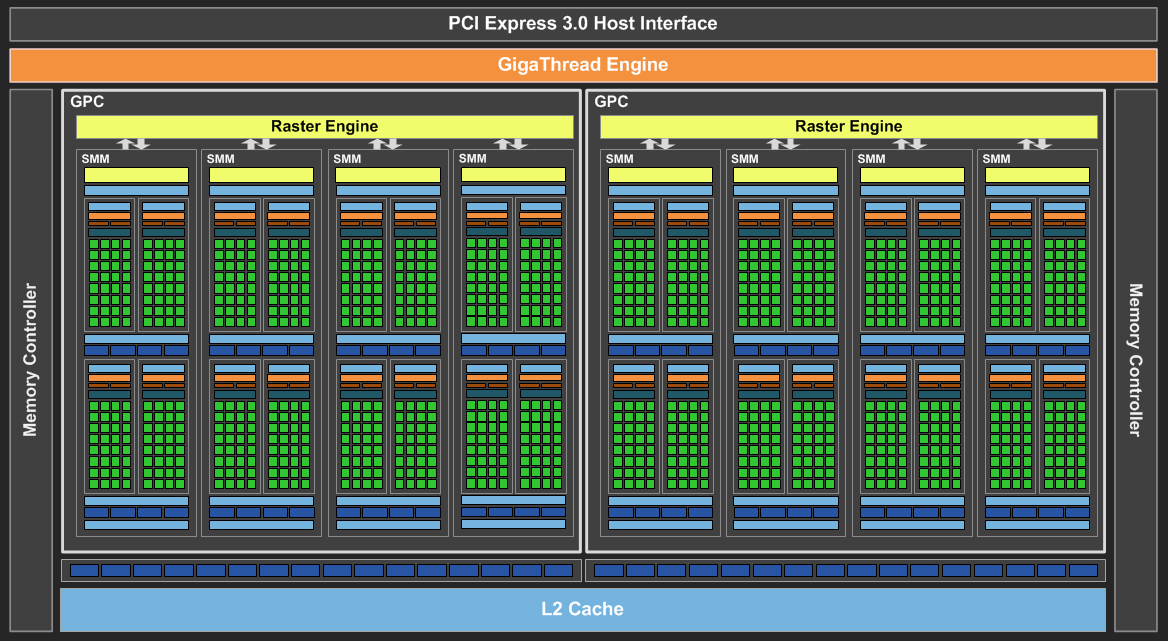 PCI Express 3.0 Host Interface
GigaThread Engine
Memory Controller
GPC
Raster Engine
SMM
SMM
SMM
SMM
GPC
Raster Engine
SMM
SMM
SMM
SMM
Memory Controller
L2 Cache